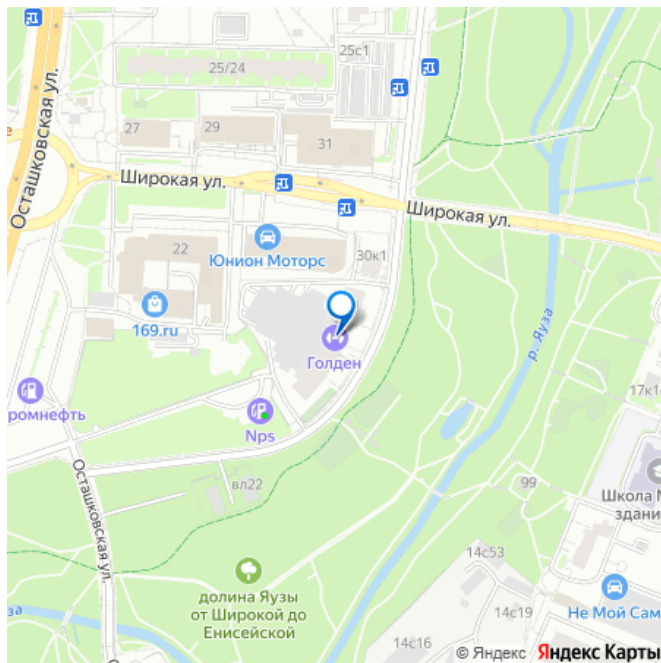 25с1
25/24
Осташковская ул.
27
29
31
е
Широкая ул.
Широкая ул.
22
Юнион Моторс
30к1
169.ru
р. Яуза
Голден
ромнефть
Nps
17к1
Осташковская ул.
вл22
99
Школа №
здани
14с53
долина Яузы
от Широкой до
Енисейской
14с19
Не Мой Сам
за
14с16
© Яндекс Яндекс Карты